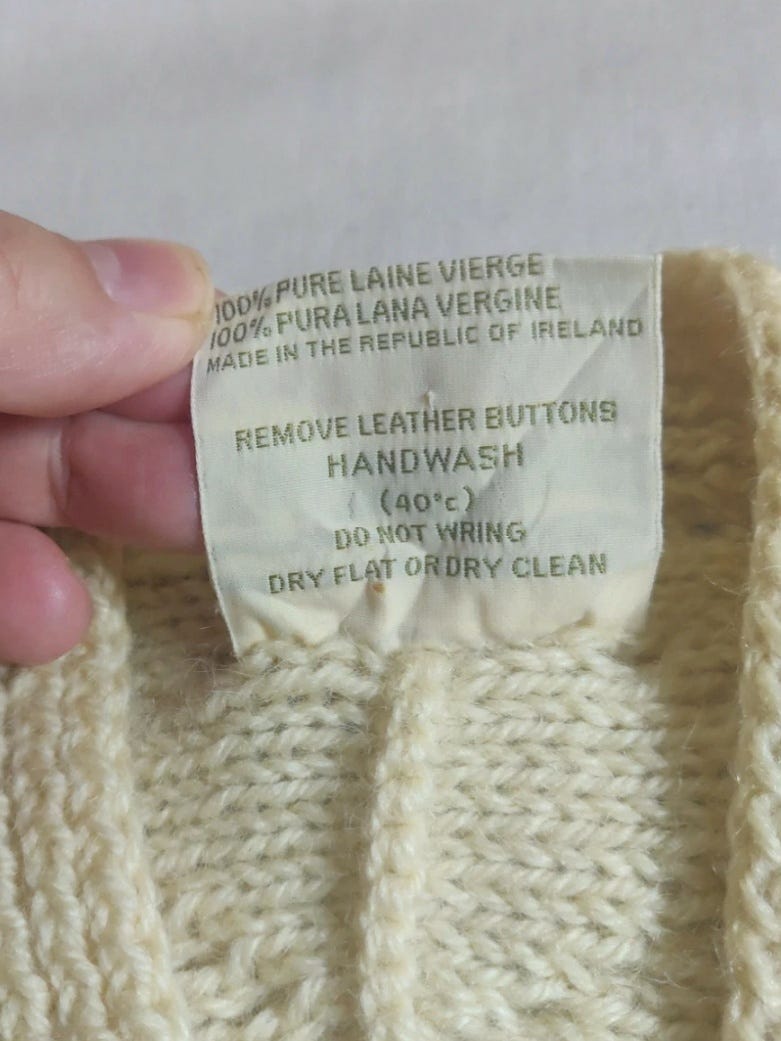 100% PURE LAINE VIERGE
100% PURA LANA VERGINE
MADE IN THE REPUBLIC OF IRELAND
REMOVE LEATHER BUTTONS
HANDWASH
(40°c)
DO NOT WRING
DRY FLAT OR DRY CLEAN